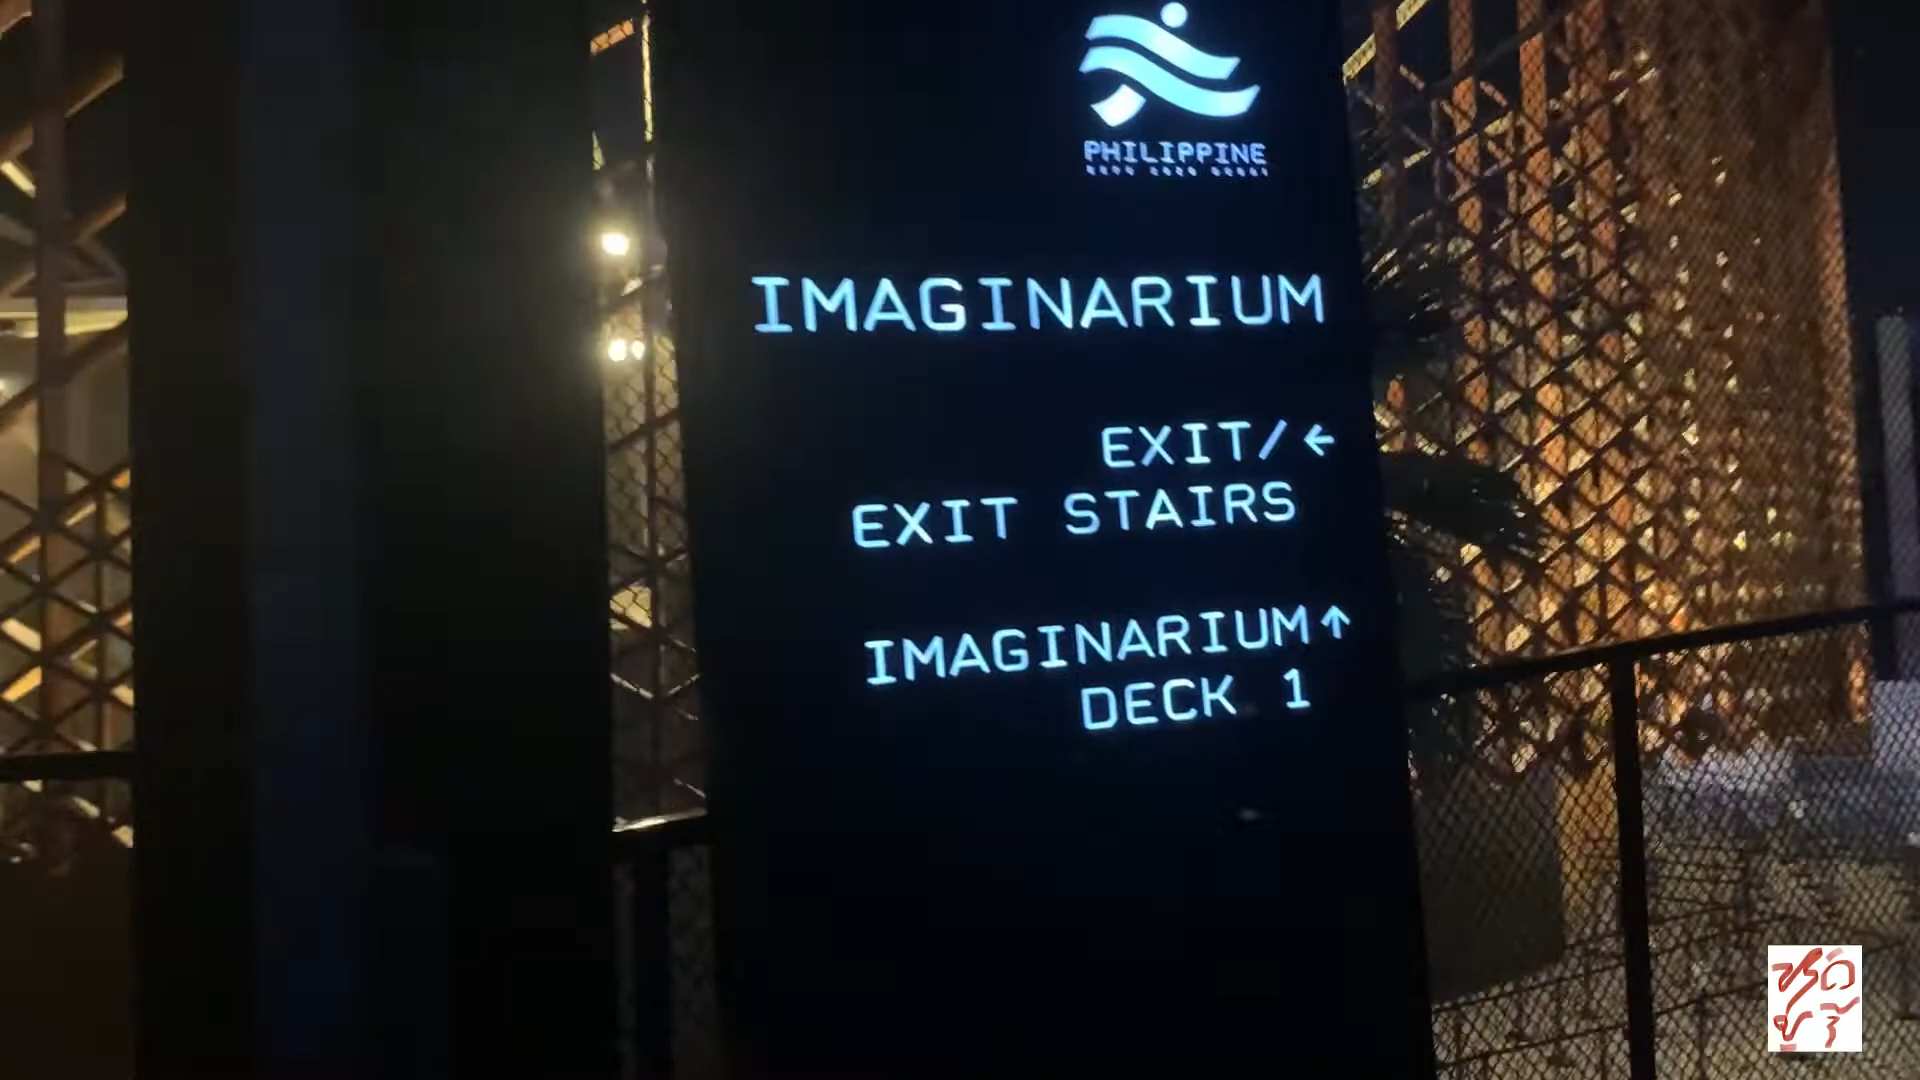 PHILIPPINE
IMAGINARIUM
EXIT/←
EXIT STAIRS
IMAGINARIUM↑
DECK 1